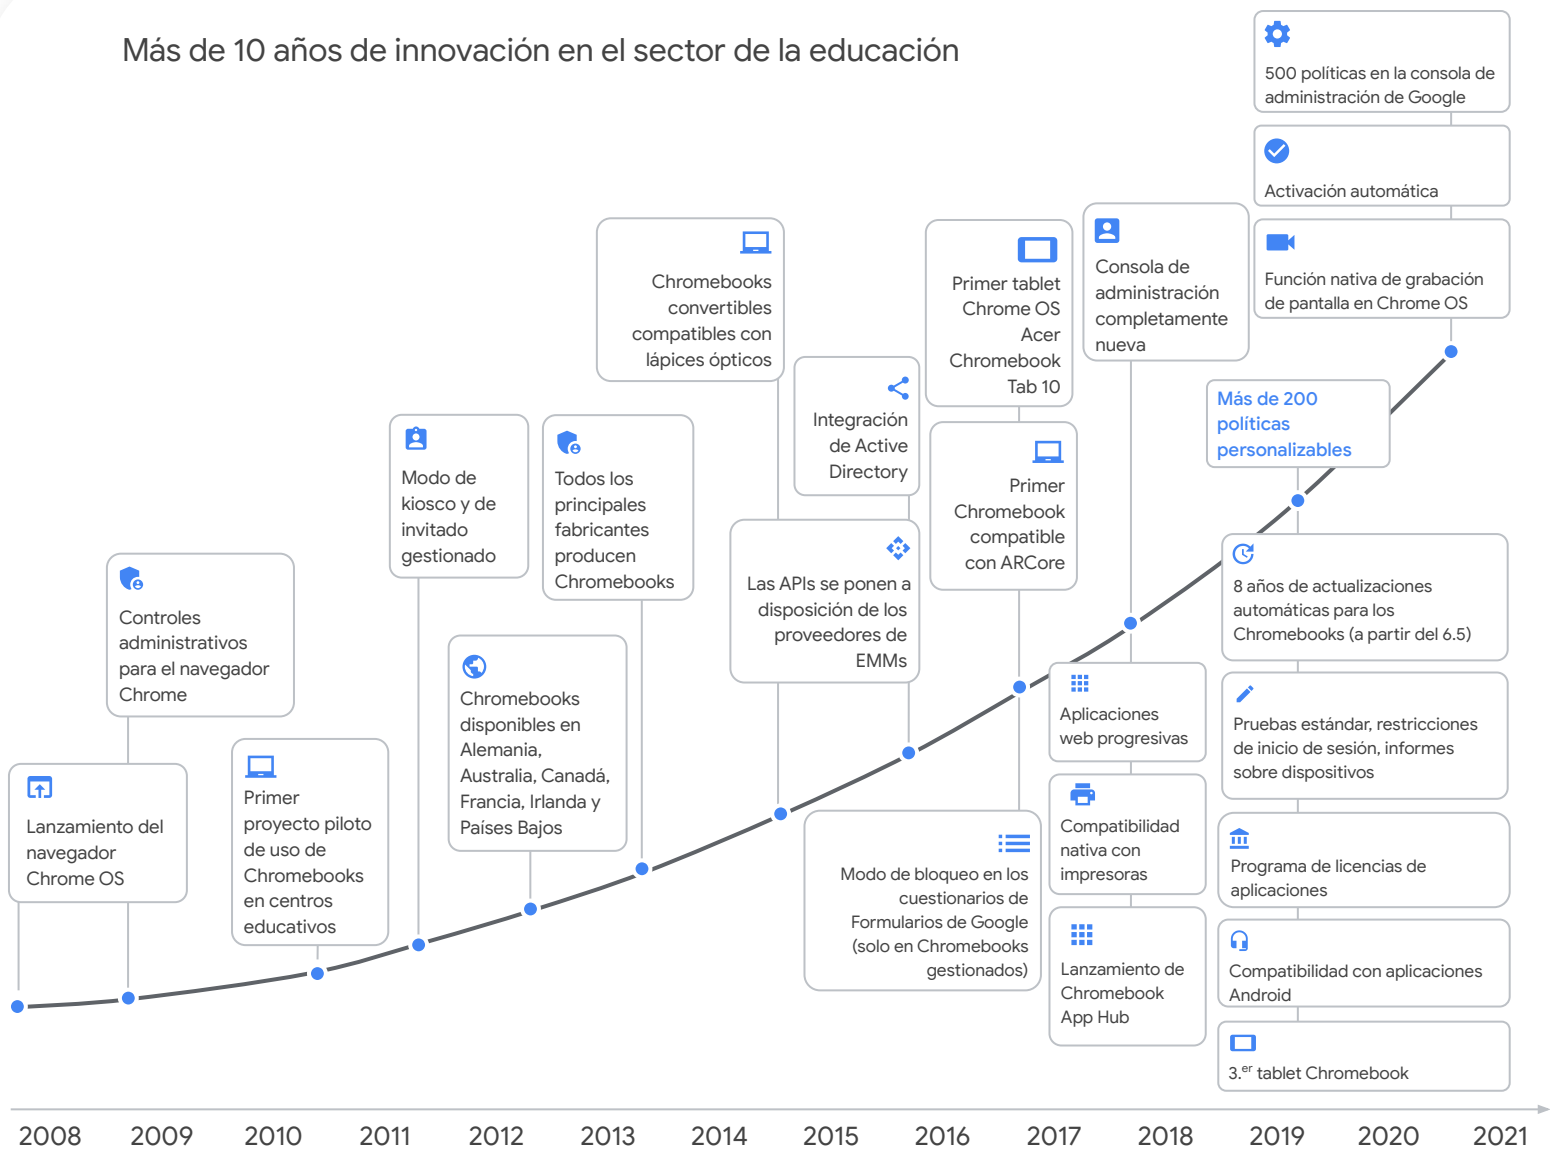 Más de 10 años de innovación en el sector de la educación
500 políticas en la consola de
administración de Google
Activación automática
Función nativa de grabación
de pantalla en Chrome OS
Consola de
administración
completamente
nueva
Primer tablet
Chrome OS
Acer
Chromebook
Tab 10
Chromebooks
convertibles
compatibles con
lápices ópticos
Integración
de Active
Directory
Más de 200
políticas
personalizables
Modo de
kiosco y de
invitado
gestionado
Todos los
principales
fabricantes
producen
Chromebooks
Primer
Chromebook
compatible
con ARCore
Las APIs se ponen a
disposición de los
proveedores de
EMMs
8 años de actualizaciones
automáticas para los
Chromebooks (a partir del 6.5)
Controles
administrativos
para el navegador
Chrome
Chromebooks
disponibles en
Alemania,
Australia, Canadá,
Francia, Irlanda y
Países Bajos
Aplicaciones
web progresivas
Pruebas estándar, restricciones
de inicio de sesión, informes
sobre dispositivos
Lanzamiento del
navegador
Chrome OS
Primer
proyecto piloto
de uso de
Chromebooks
en centros
educativos
Modo de bloqueo en los
cuestionarios de
Formularios de Google
(solo en Chromebooks
gestionados)
Compatibilidad
nativa con
impresoras
Programa de licencias de
aplicaciones
Lanzamiento de
Chromebook
App Hub
Compatibilidad con aplicaciones
Android
3.er tablet Chromebook
2008 2009 2010 2011 2012 2013 2014 2015 2016 2017 2018 2019 2020 2021